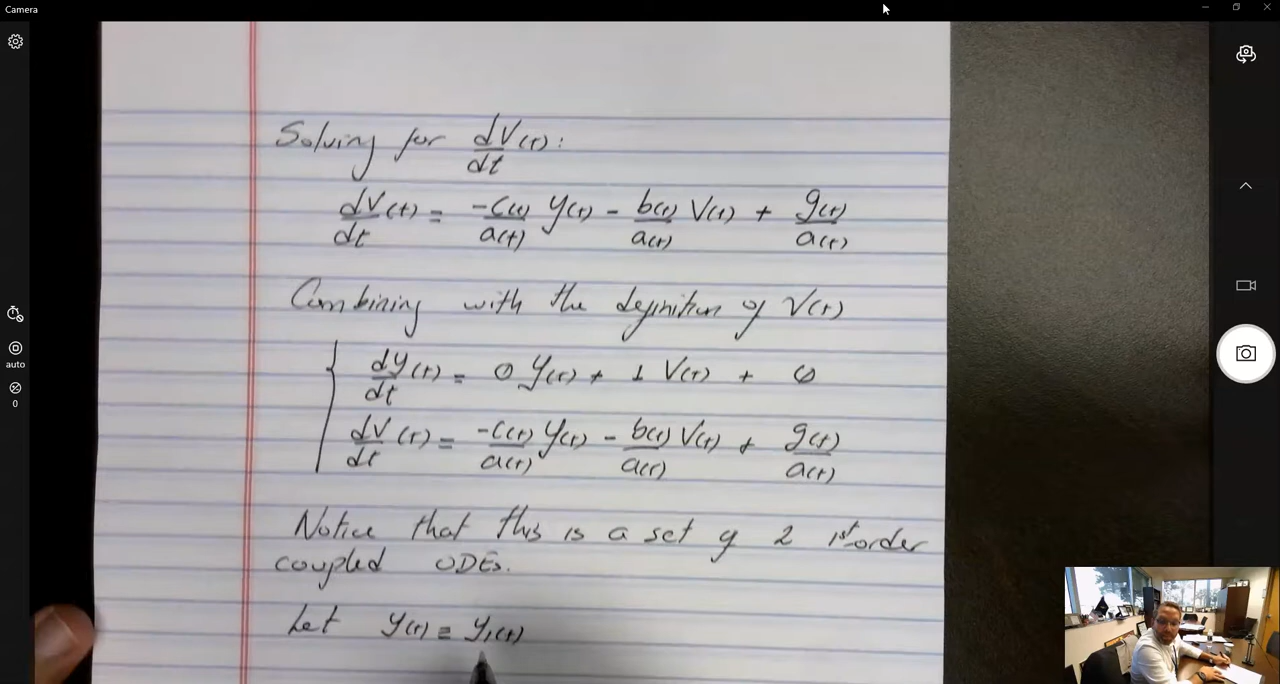 Camera
Solving for dV(t)/dt :
dV(t)/dt = -c(t)/a(t) y(t) - b(t)/a(t) V(t) + g(t)/a(t)
Combining with the definition of V(t)
dy(t)/dt = 0 y(t) + 1 V(t) + 0
dV(t)/dt = -c(t)/a(t) y(t) - b(t)/a(t) V(t) + g(t)/a(t)
Notice that this is a set of 2 1st order
coupled ODEs.
Let y(t) ≡ y₁(t)
auto
0